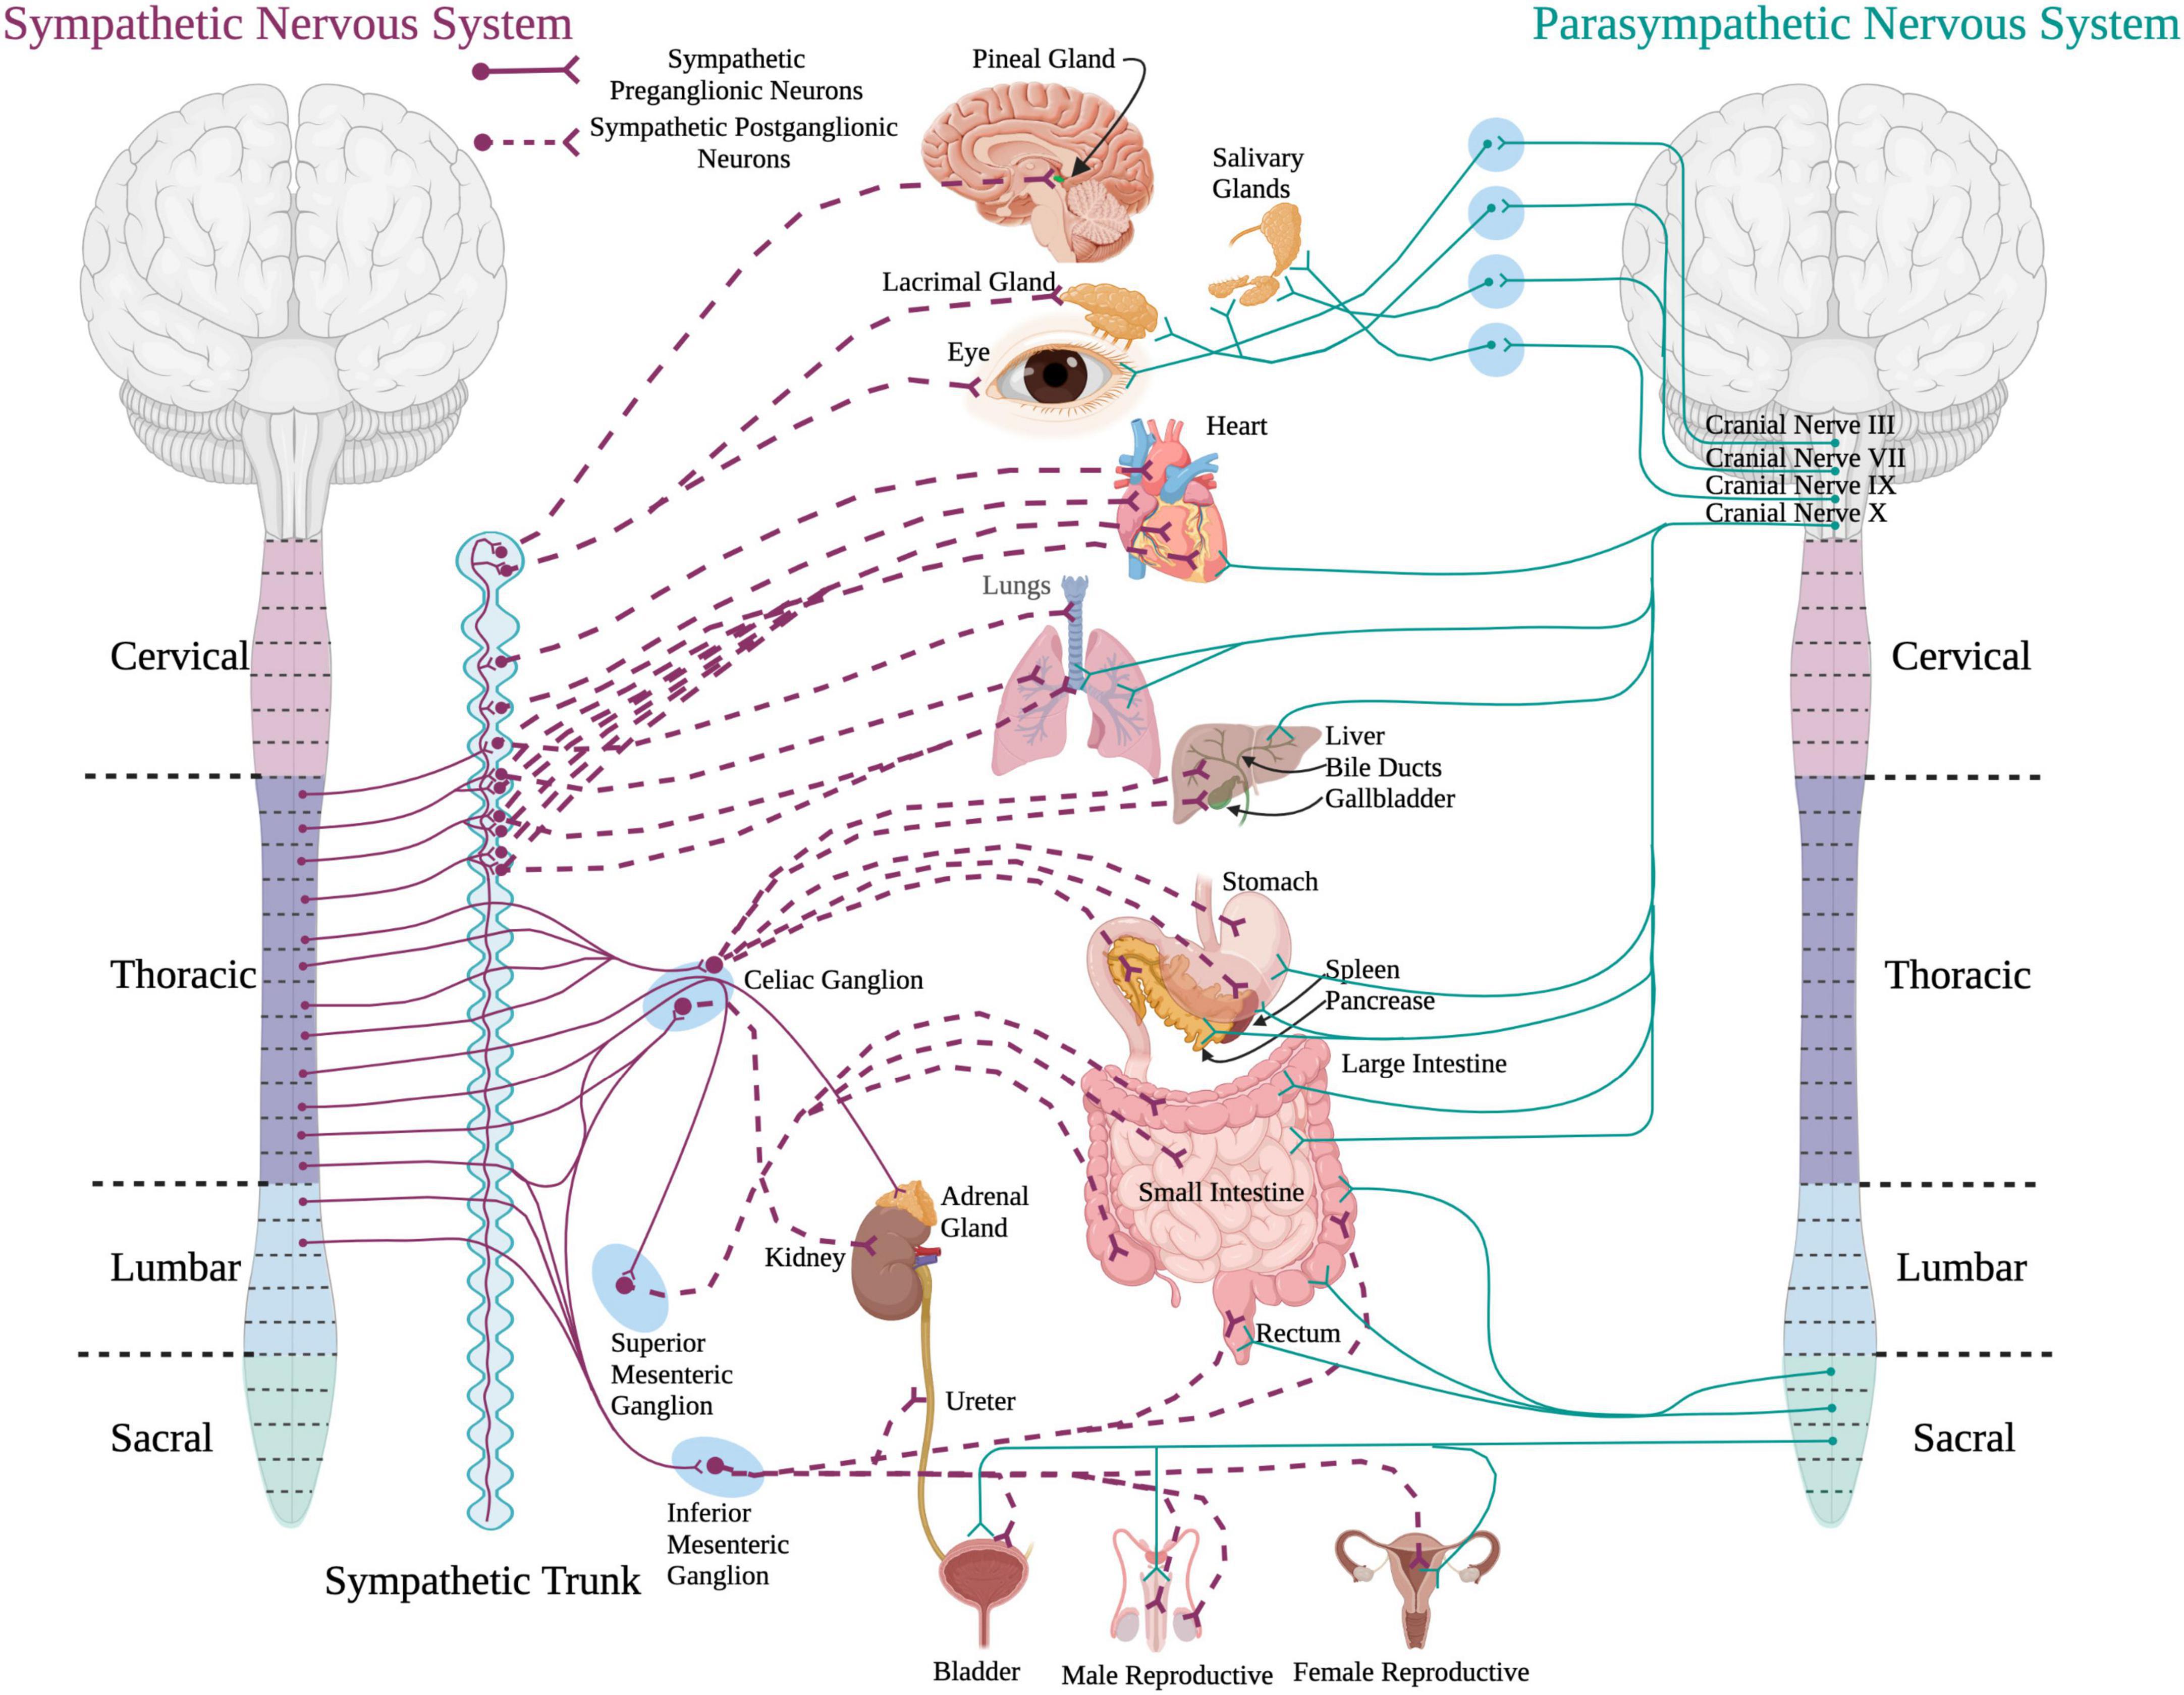 Sympathetic Nervous System
Parasympathetic Nervous System
Sympathetic
Preganglionic Neurons
Sympathetic Postganglionic
Neurons
Pineal Gland
Salivary
Glands
Lacrimal Gland
Eye
Heart
Cranial Nerve III
Cranial Nerve VII
Cranial Nerve IX
Cranial Nerve X
Lungs
Cervical
Cervical
Liver
Bile Ducts
Gallbladder
Stomach
Thoracic
Celiac Ganglion
Spleen
Pancrease
Thoracic
Large Intestine
Small Intestine
Adrenal
Gland
Kidney
Lumbar
Lumbar
Superior
Mesenteric
Ganglion
Rectum
Ureter
Sacral
Sacral
Inferior
Mesenteric
Ganglion
Sympathetic Trunk
Bladder
Male Reproductive
Female Reproductive